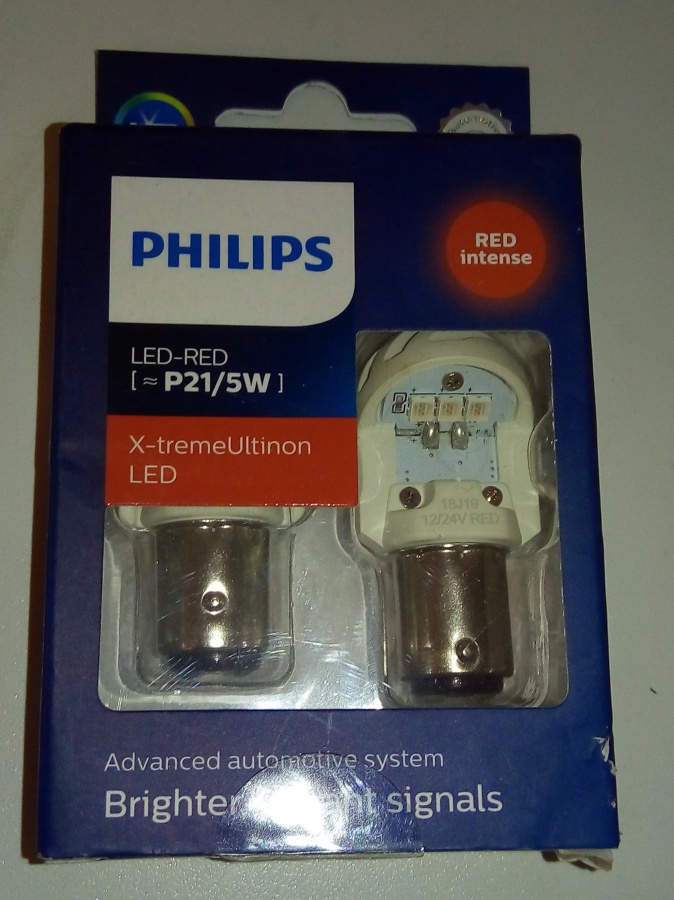 PHILIPS
RED
intense
LED-RED
[ ≈ P21/5W ]
X-tremeUltinon
LED
18J19
12/24V RED
Advanced automotive system
Brighter signals